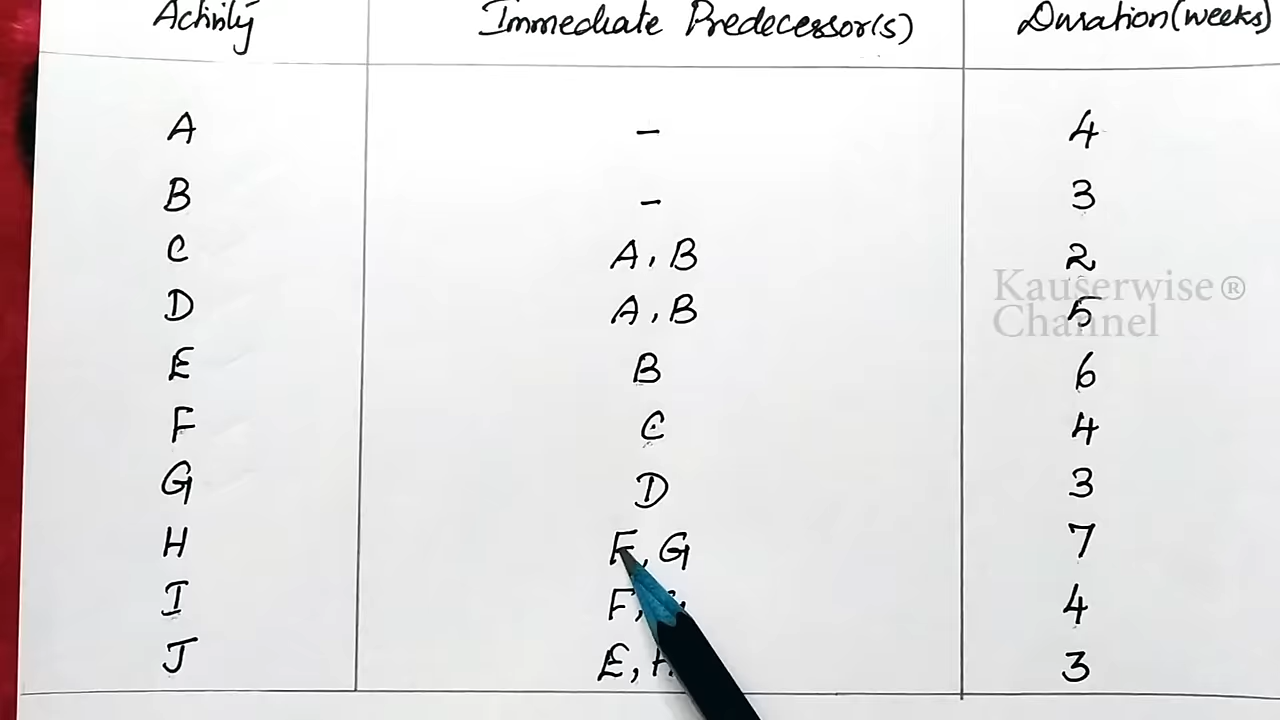 Activity Immediate Predecessor(s) Duration (weeks)
A - 4
B - 3
C A, B 2
D A, B 5
E B 6
F C 4
G D 3
H F, G 7
I F, 4
J E, 3
Kauserwise®
Channel